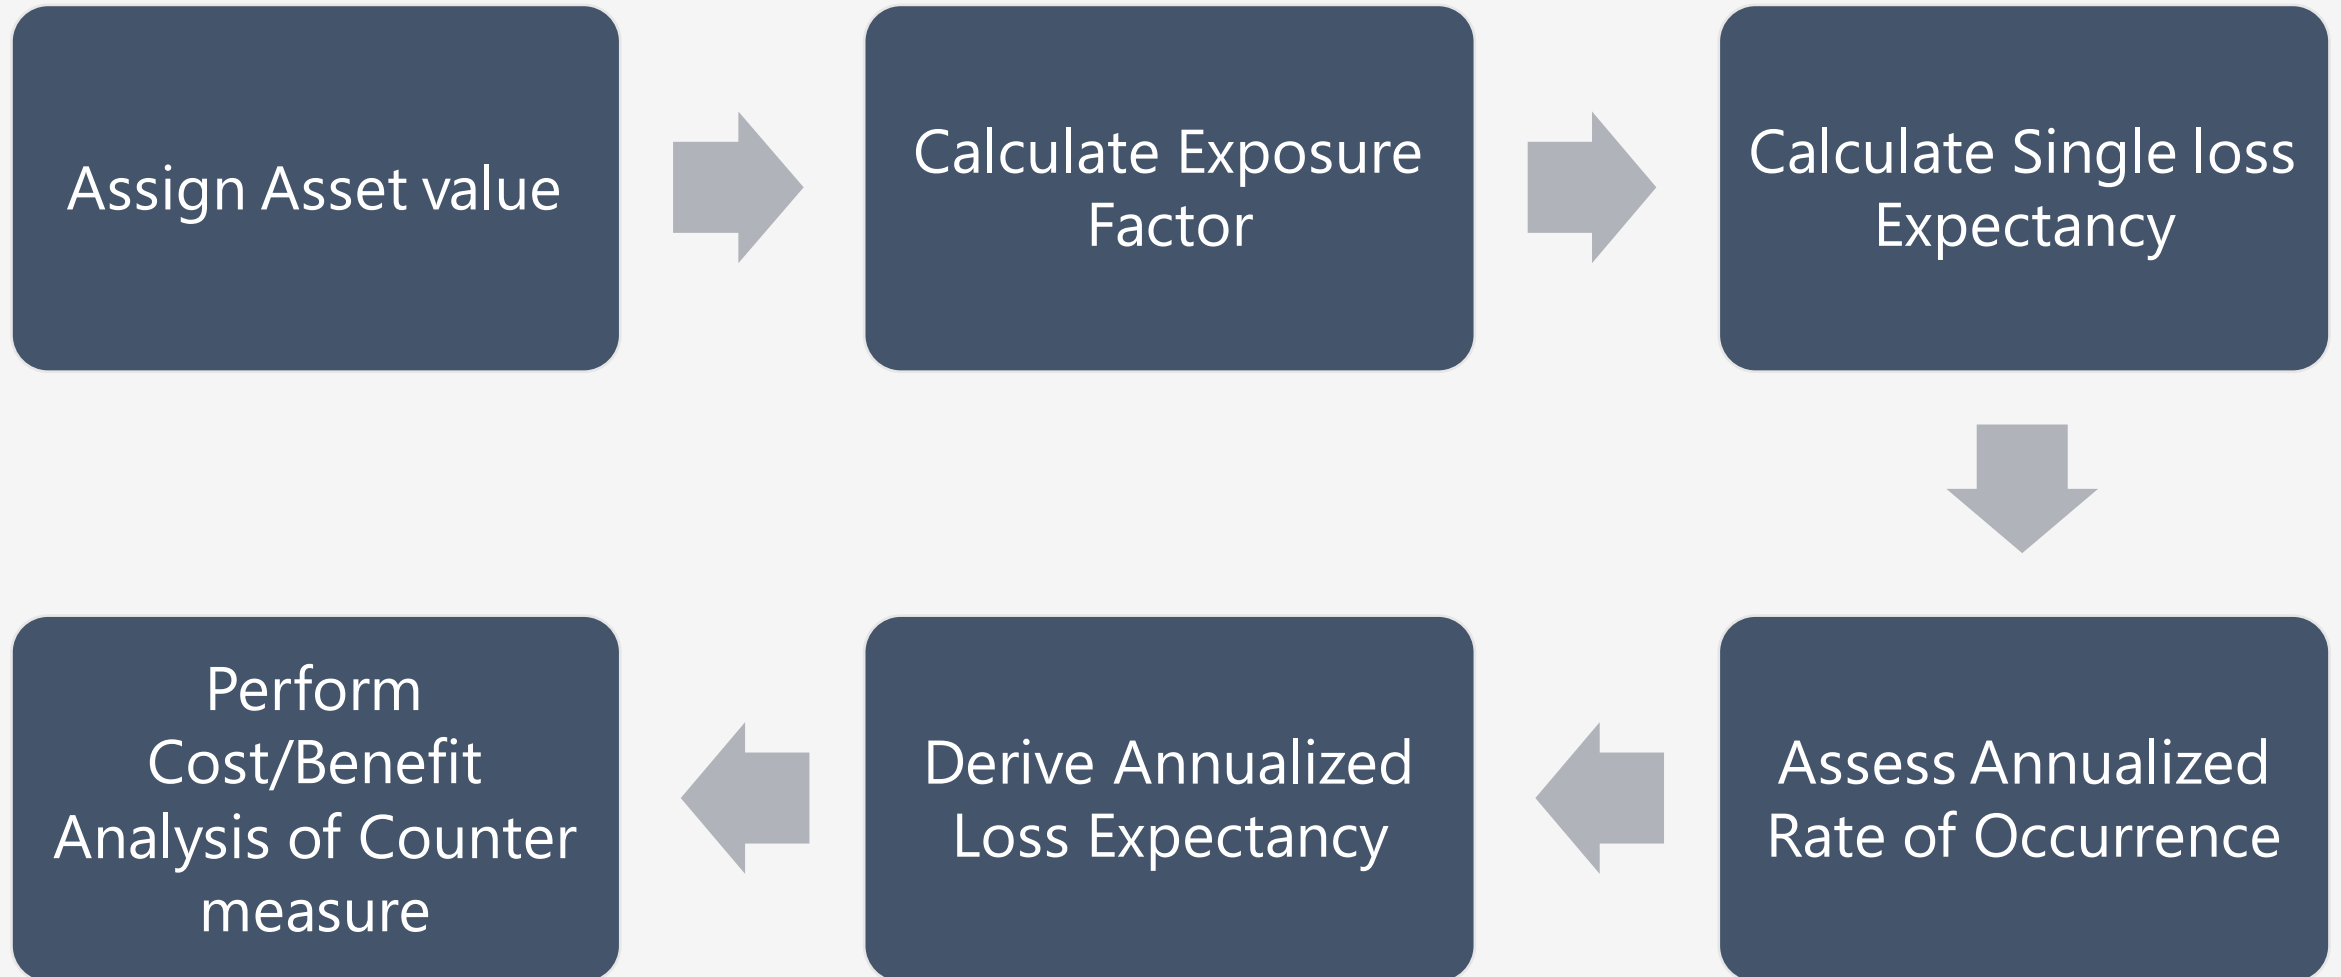 Assign Asset value
Calculate Exposure
Factor
Calculate Single loss
Expectancy
Assess Annualized
Rate of Occurrence
Derive Annualized
Loss Expectancy
Perform
Cost/Benefit
Analysis of Counter
measure